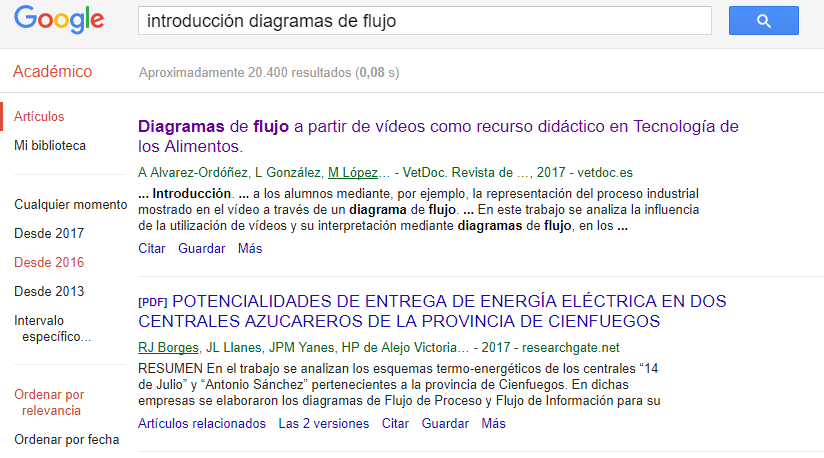 Google
introducción diagramas de flujo
Académico
Aproximadamente 20.400 resultados (0,08 s)
Artículos
Mi biblioteca
Cualquier momento
Desde 2017
Desde 2016
Desde 2013
Intervalo
específico...
Ordenar por
relevancia
Ordenar por fecha
Diagramas de flujo a partir de vídeos como recurso didáctico en Tecnología de
los Alimentos.
A Alvarez-Ordóñez, L González, M López… - VetDoc. Revista de …, 2017 - vetdoc.es
... Introducción. ... a los alumnos mediante, por ejemplo, la representación del proceso industrial
mostrado en el vídeo a través de un diagrama de flujo. ... En este trabajo se analiza la influencia
de la utilización de vídeos y su interpretación mediante diagramas de flujo, en los ...
Citar Guardar Más
[PDF] POTENCIALIDADES DE ENTREGA DE ENERGÍA ELÉCTRICA EN DOS
CENTRALES AZUCAREROS DE LA PROVINCIA DE CIENFUEGOS
RJ Borges, JL Llanes, JPM Yanes, HP de Alejo Victoria… - 2017 - researchgate.net
RESUMEN En el trabajo se analizan los esquemas termo-energéticos de los centrales “14
de Julio” y “Antonio Sánchez” pertenecientes a la provincia de Cienfuegos. En dichas
empresas se elaboraron los diagramas de Flujo de Proceso y Flujo de Información para su
Artículos relacionados Las 2 versiones Citar Guardar Más